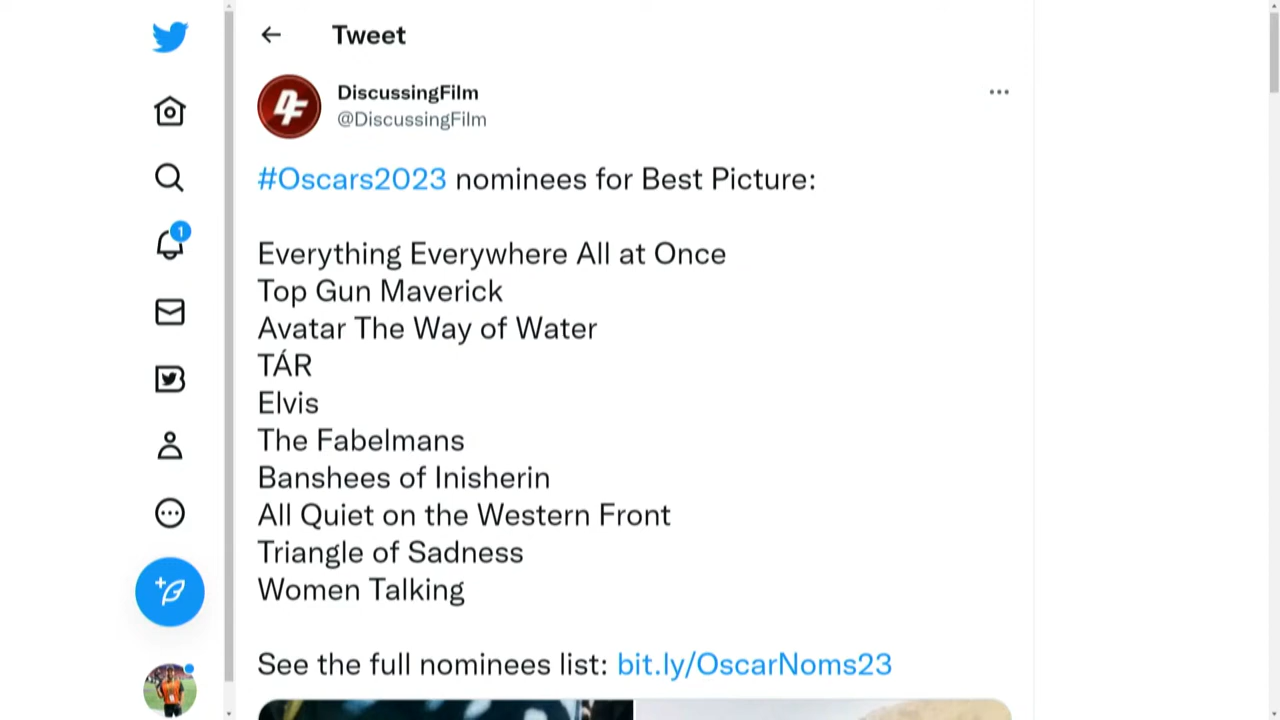 Tweet
DiscussingFilm
@DiscussingFilm
#Oscars2023 nominees for Best Picture:
Everything Everywhere All at Once
Top Gun Maverick
Avatar The Way of Water
TÁR
Elvis
The Fabelmans
Banshees of Inisherin
All Quiet on the Western Front
Triangle of Sadness
Women Talking
See the full nominees list: bit.ly/OscarNoms23
1